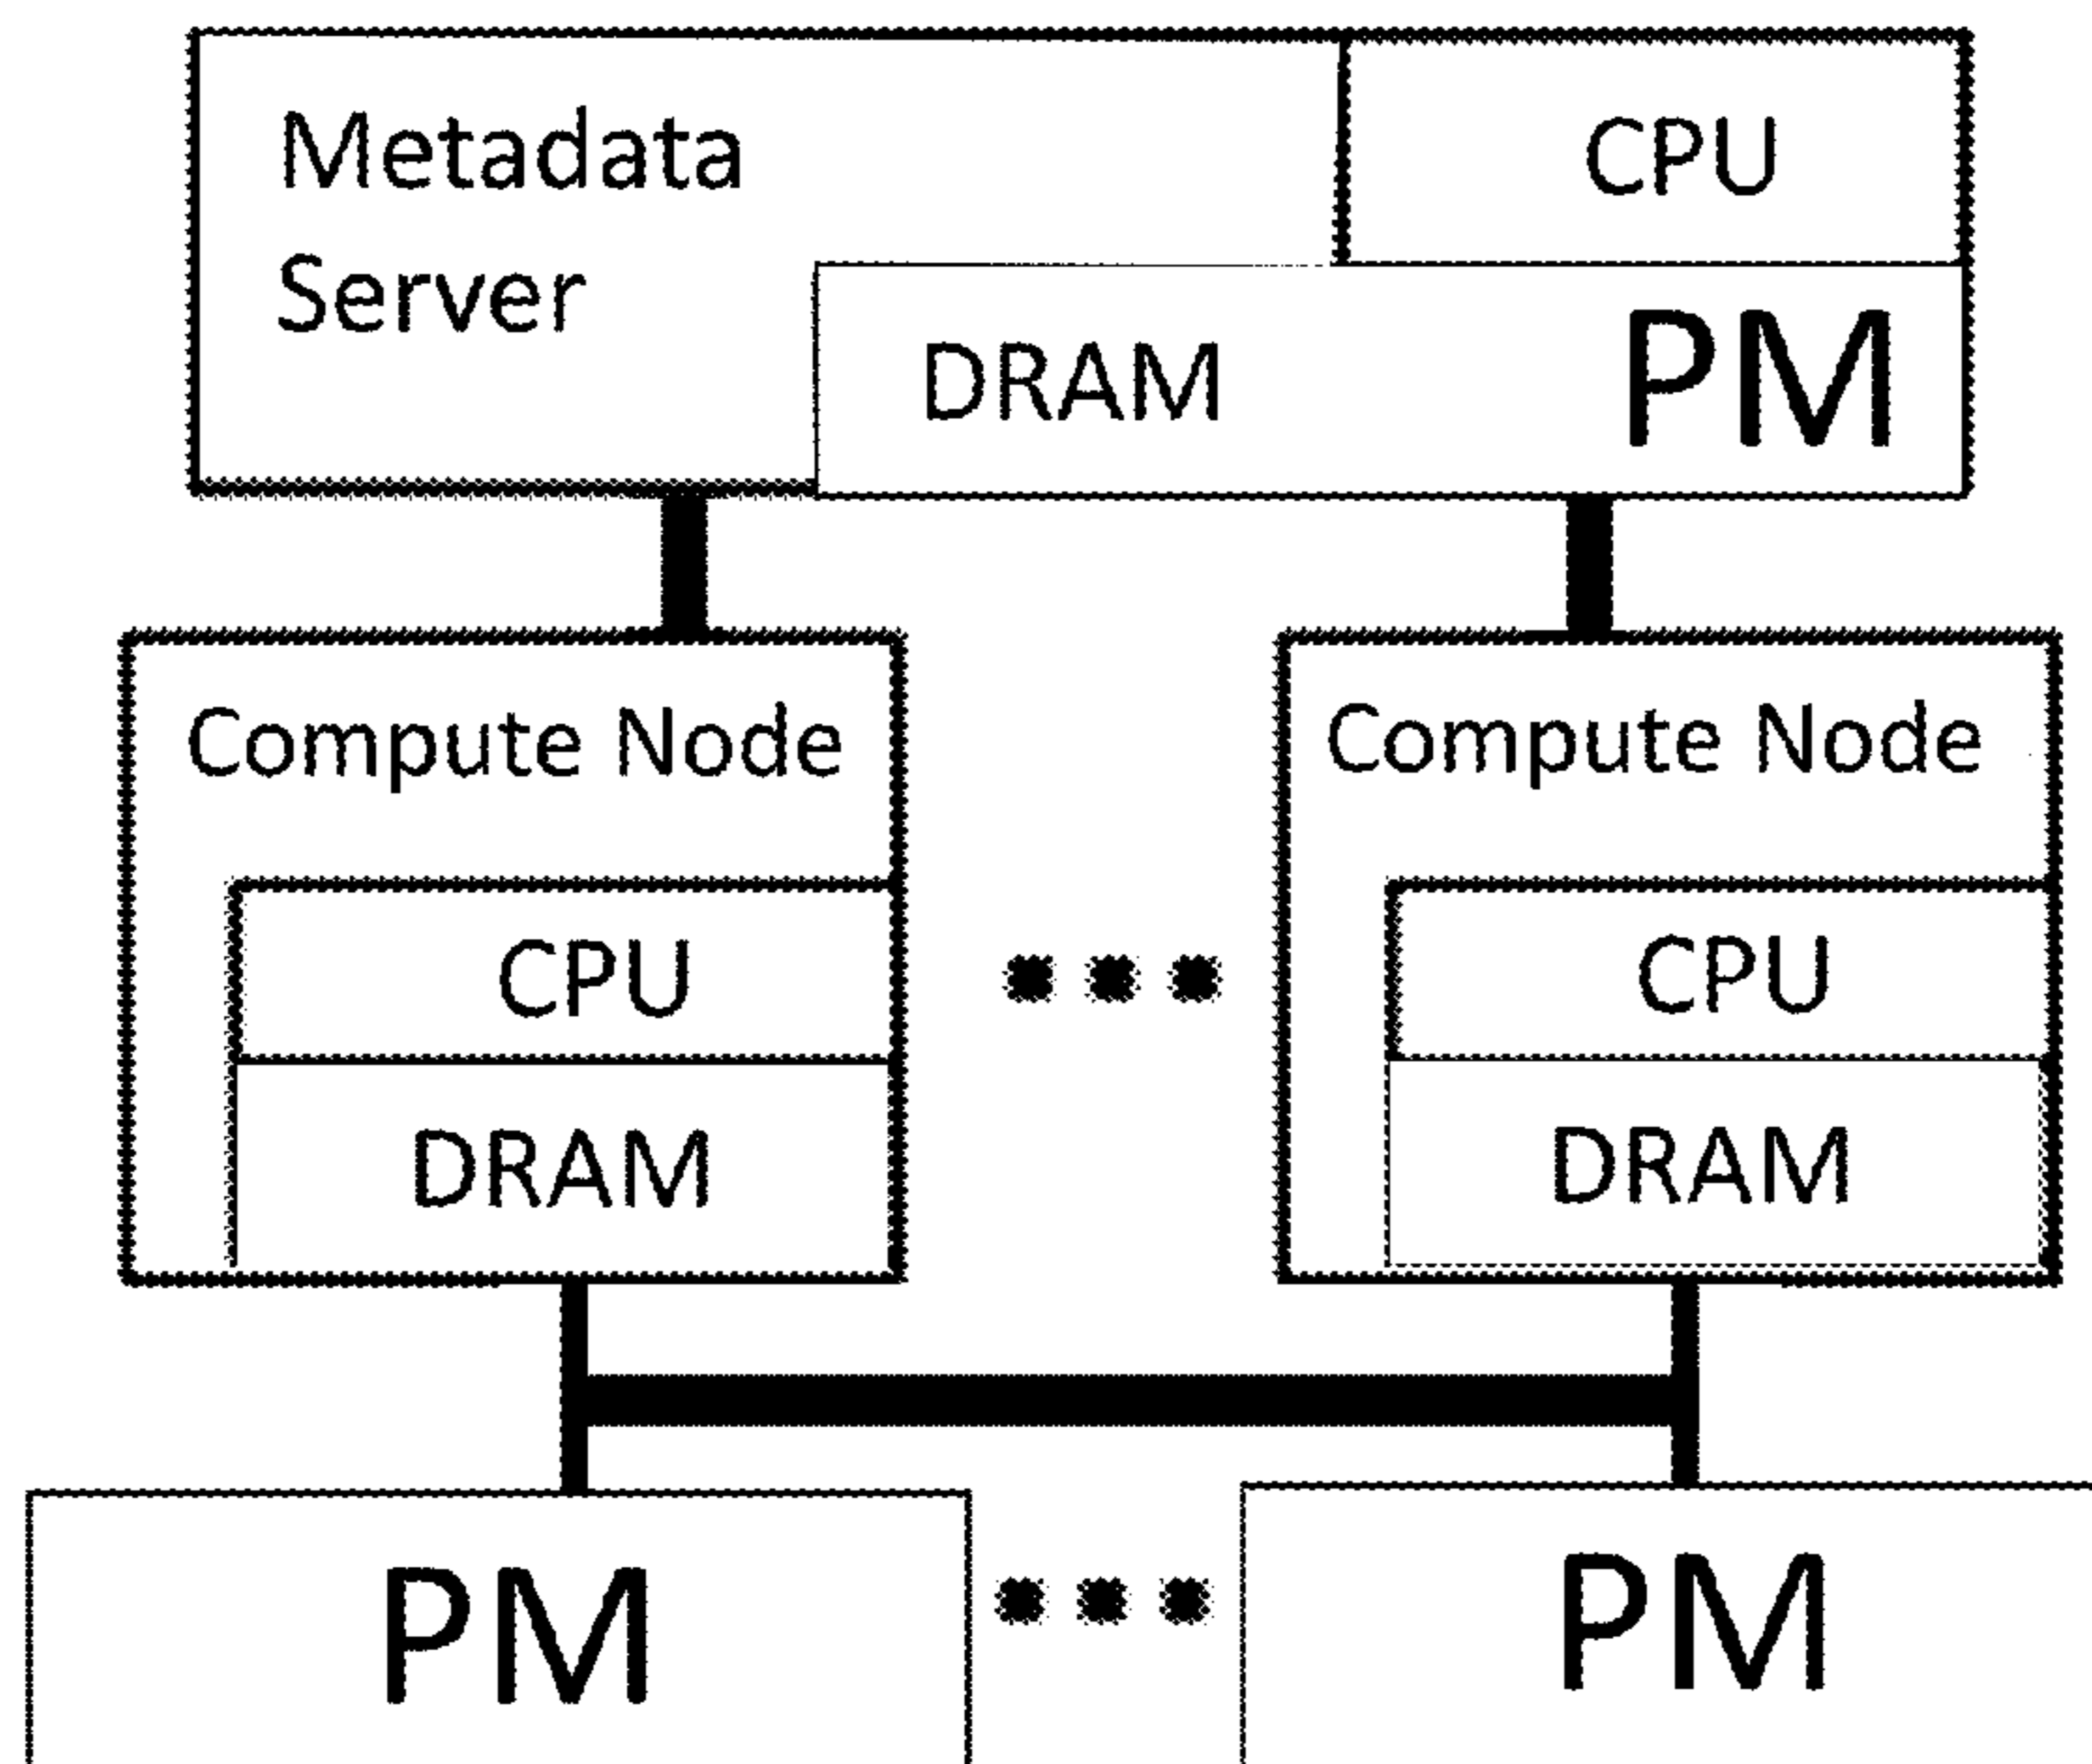 Metadata
Server
CPU
DRAM PM
Compute Node
CPU
DRAM
Compute Node
CPU
DRAM
PM
PM